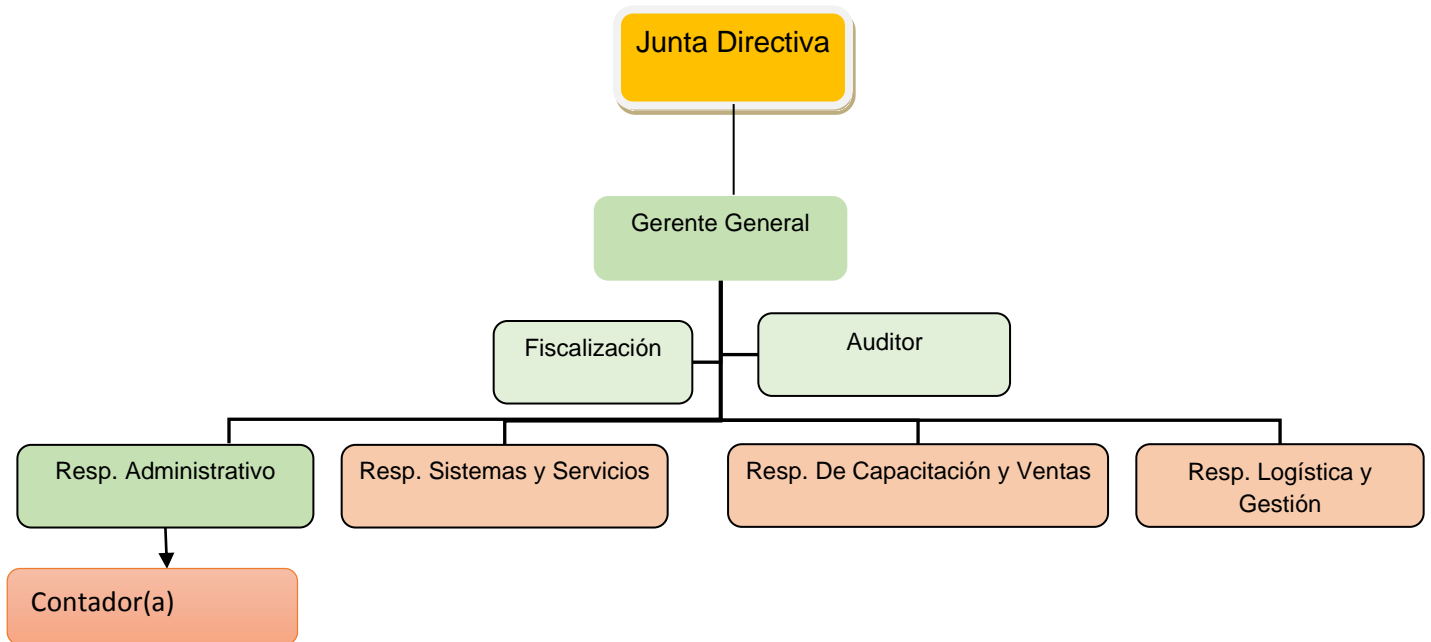 Junta Directiva
Gerente General
Fiscalización
Auditor
Resp. Administrativo
Resp. Sistemas y Servicios
Resp. De Capacitación y Ventas
Resp. Logística y
Gestión
Contador(a)